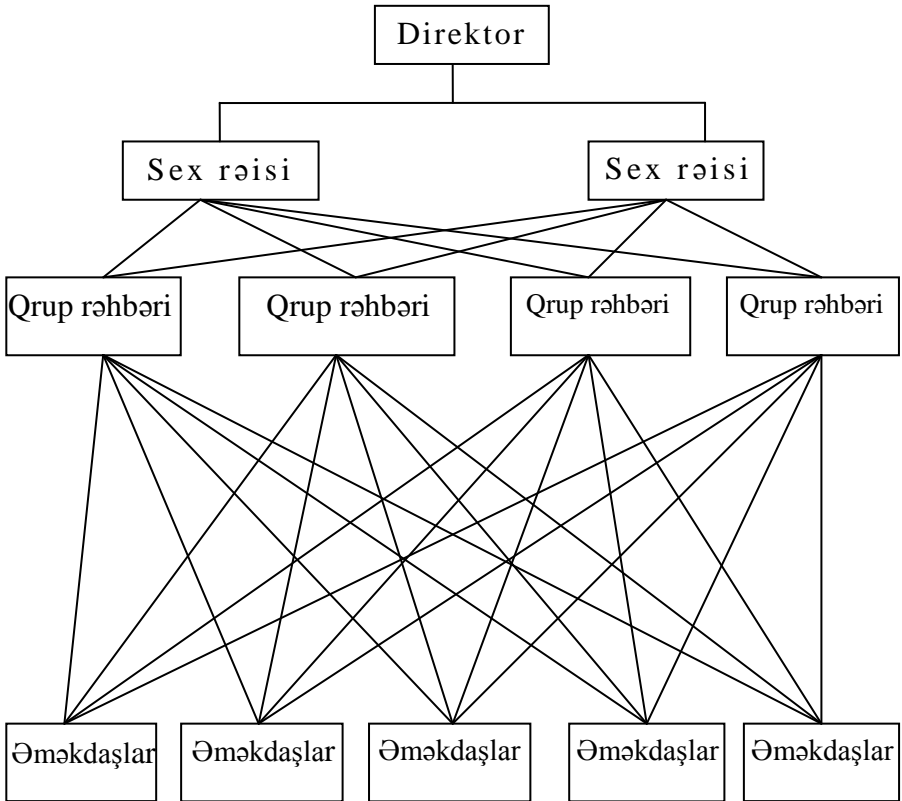 Direktor
Sex rəisi
Sex rəisi
Qrup rəhbəri
Qrup rəhbəri
Qrup rəhbəri
Qrup rəhbəri
Əməkdaşlar
Əməkdaşlar
Əməkdaşlar
Əməkdaşlar
Əməkdaşlar